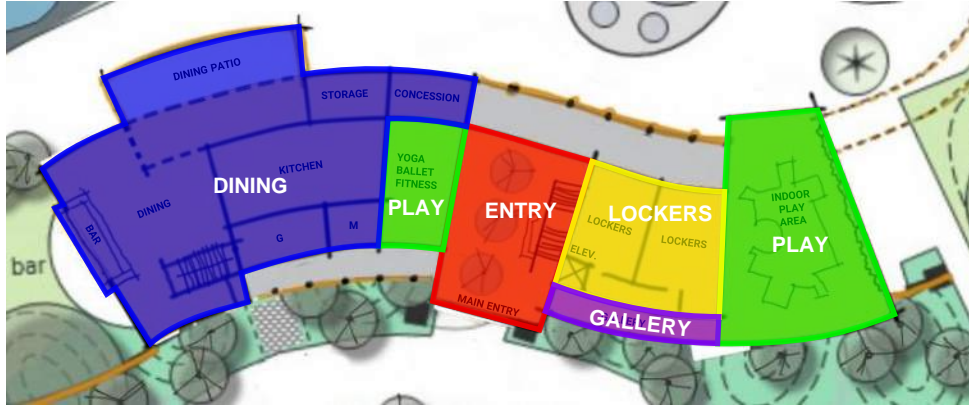 DINING PATIO
STORAGE
CONCESSION
KITCHEN
DINING
DINING
BAR
G
M
YOGA
BALLET
FITNESS
PLAY
ENTRY
MAIN ENTRY
LOCKERS
LOCKERS
LOCKERS
ELEV.
GALLERY
INDOOR
PLAY
AREA
PLAY
bar